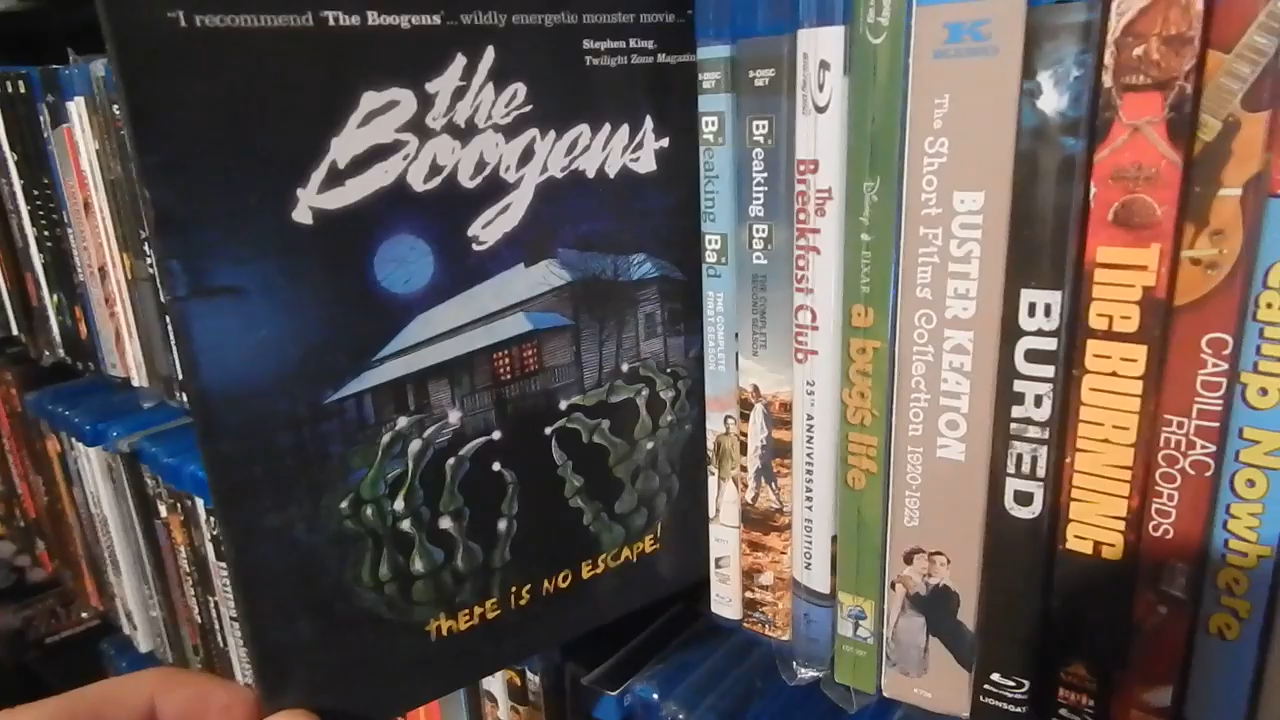 "I recommend 'The Boogens'...wildly energetic monster movie..."
Stephen King,
Twilight Zone Magazin
the
Boogens
THERE iS NO ESCAPE!
3-DISC
SET
Breaking Bad
THE COMPLETE
SECOND SEASON
Breaking Bad
THE COMPLETE
FIRST SEASON
The
Breakfast Club
25TH ANNIVERSARY EDITION
Disney PIXAR
a bug's life
K
BUSTER KEATON
The Short Films Collection 1920-1923
BURIED
LIONSGATE
The BURNING
CADILLAC
RECORDS
Camp Nowhere